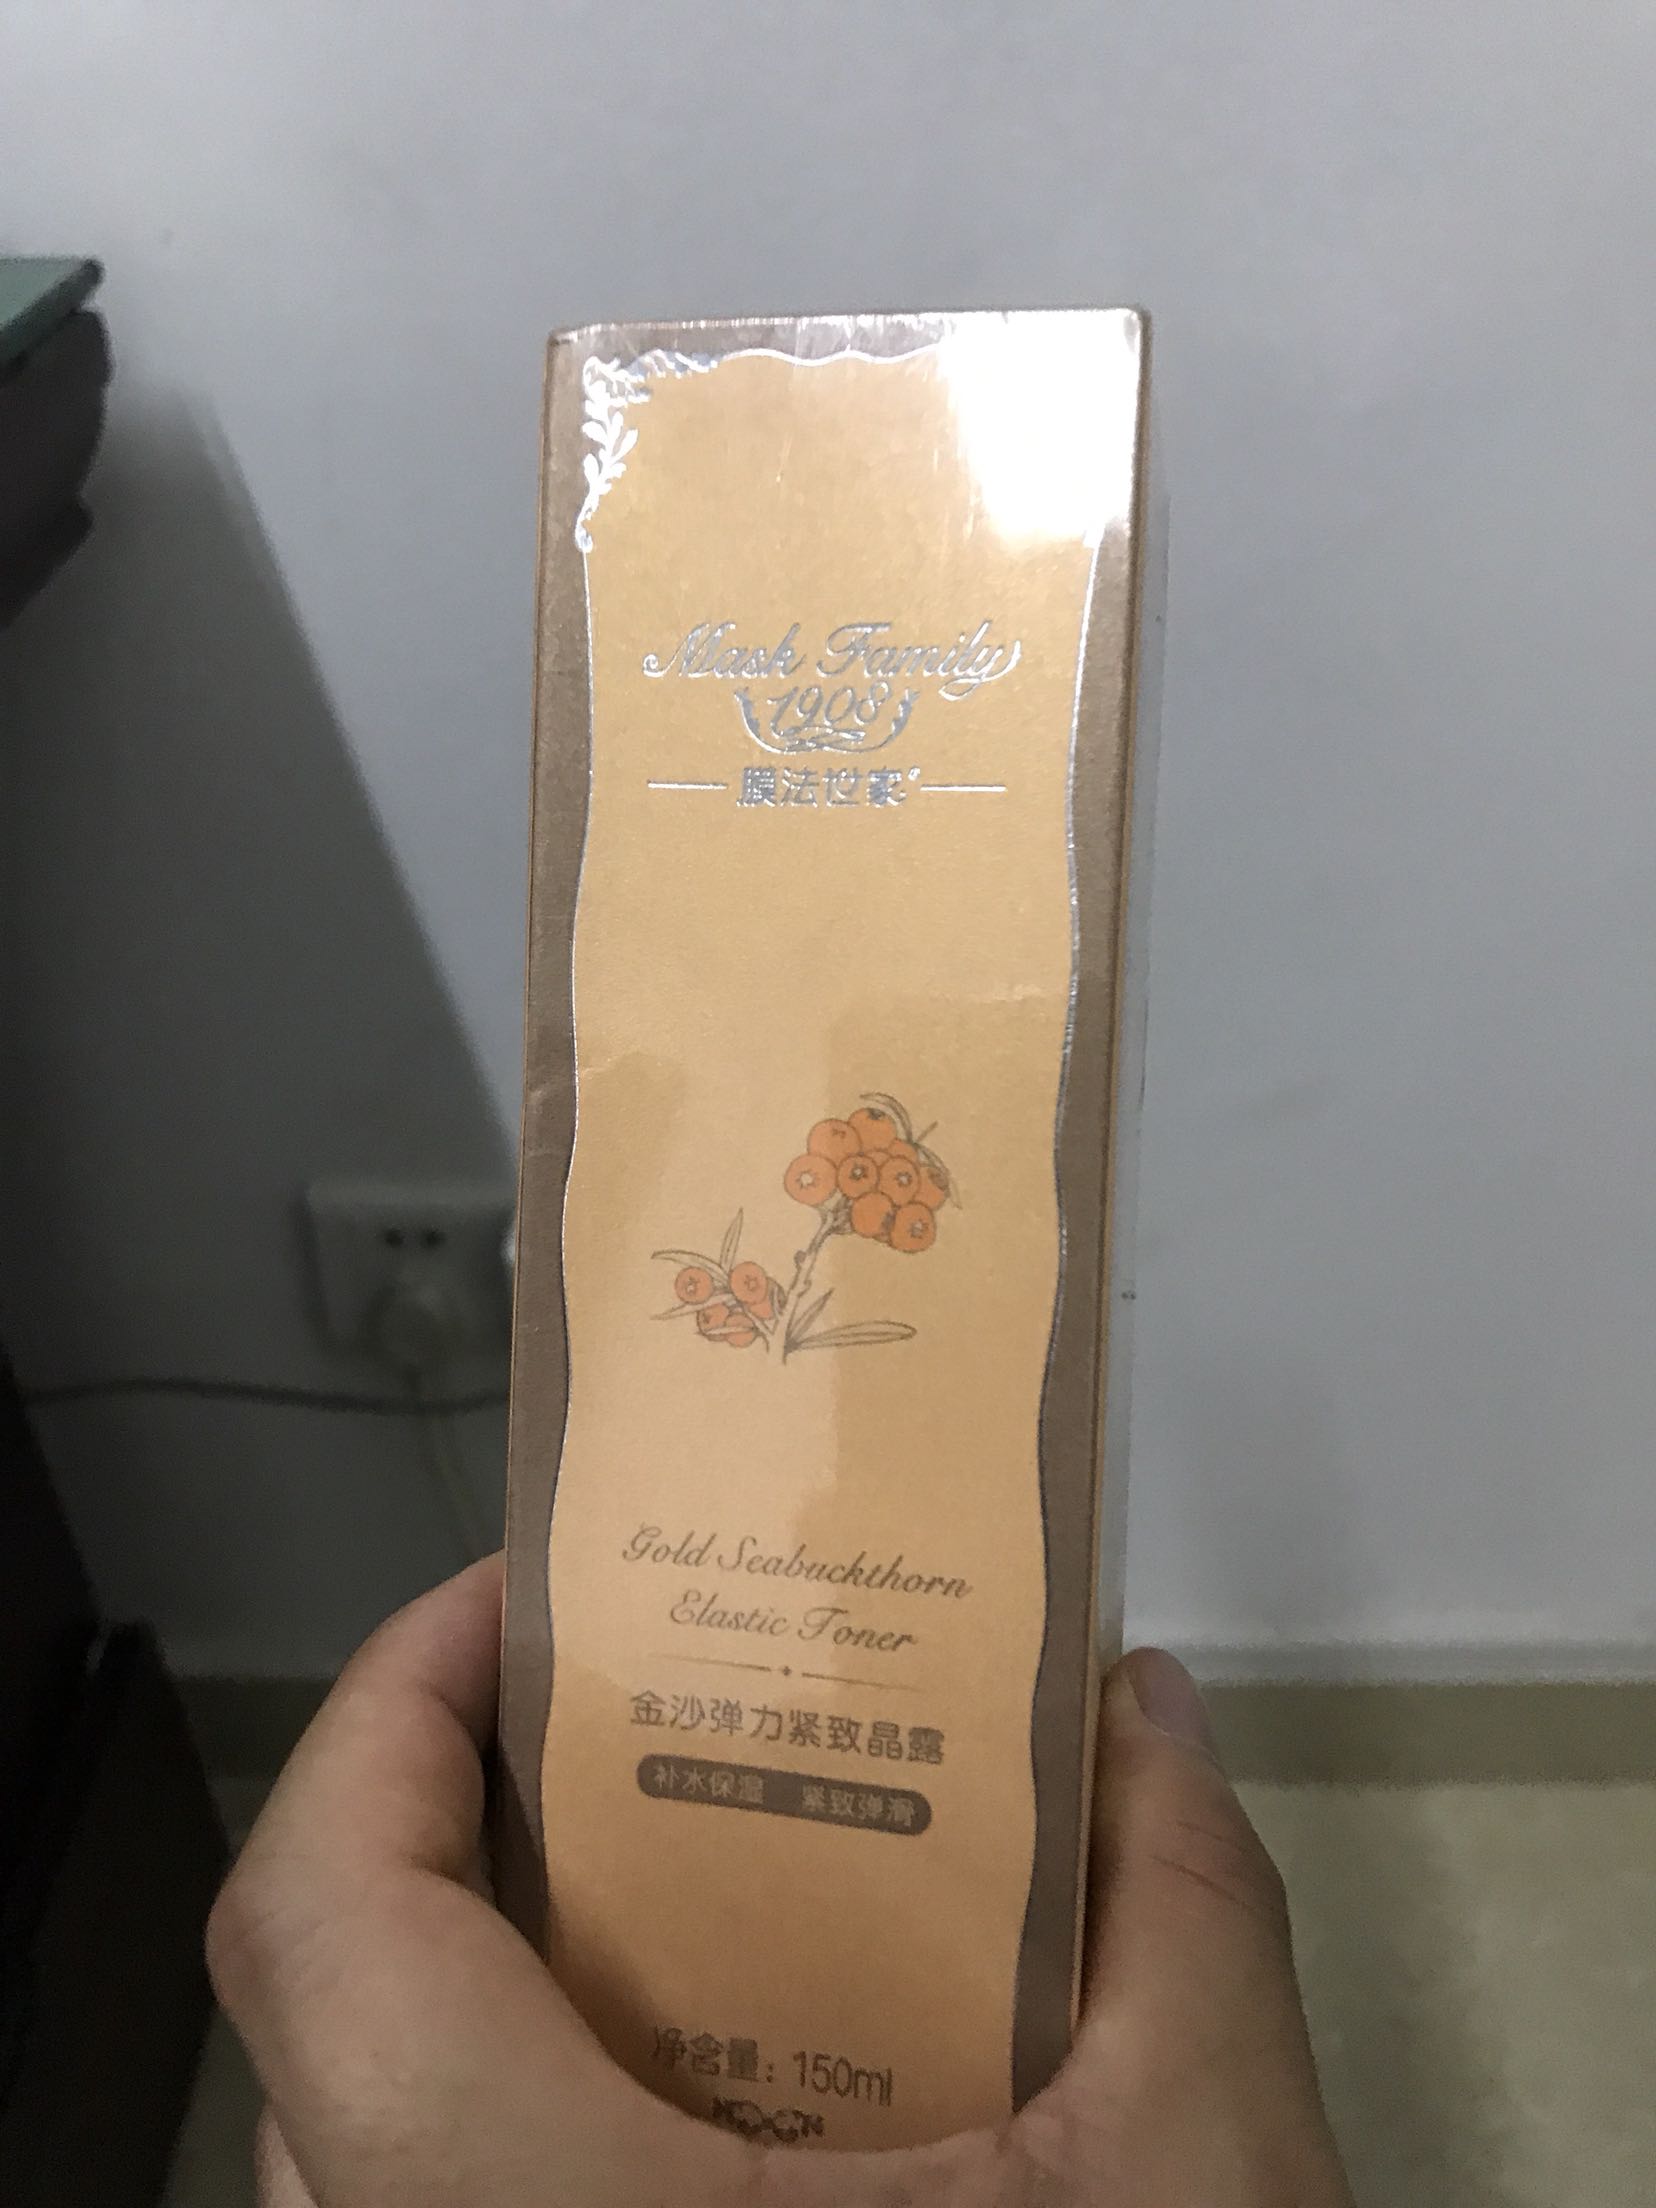 Mask Family
1908
膜法世家®
Gold Seabuckthorn
Elastic Toner
金沙弹力紧致晶露
补水保湿 紧致弹滑
净含量：150ml